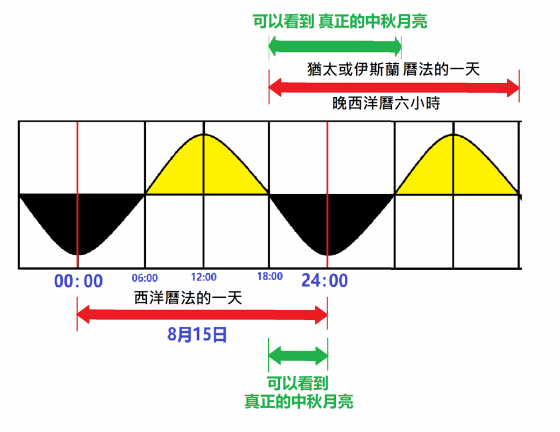 可以看到 真正的中秋月亮
猶太或伊斯蘭 曆法的一天
晚西洋曆六小時
00:00
06:00
12:00
18:00
24:00
西洋曆法的一天
8月15日
可以看到
真正的中秋月亮